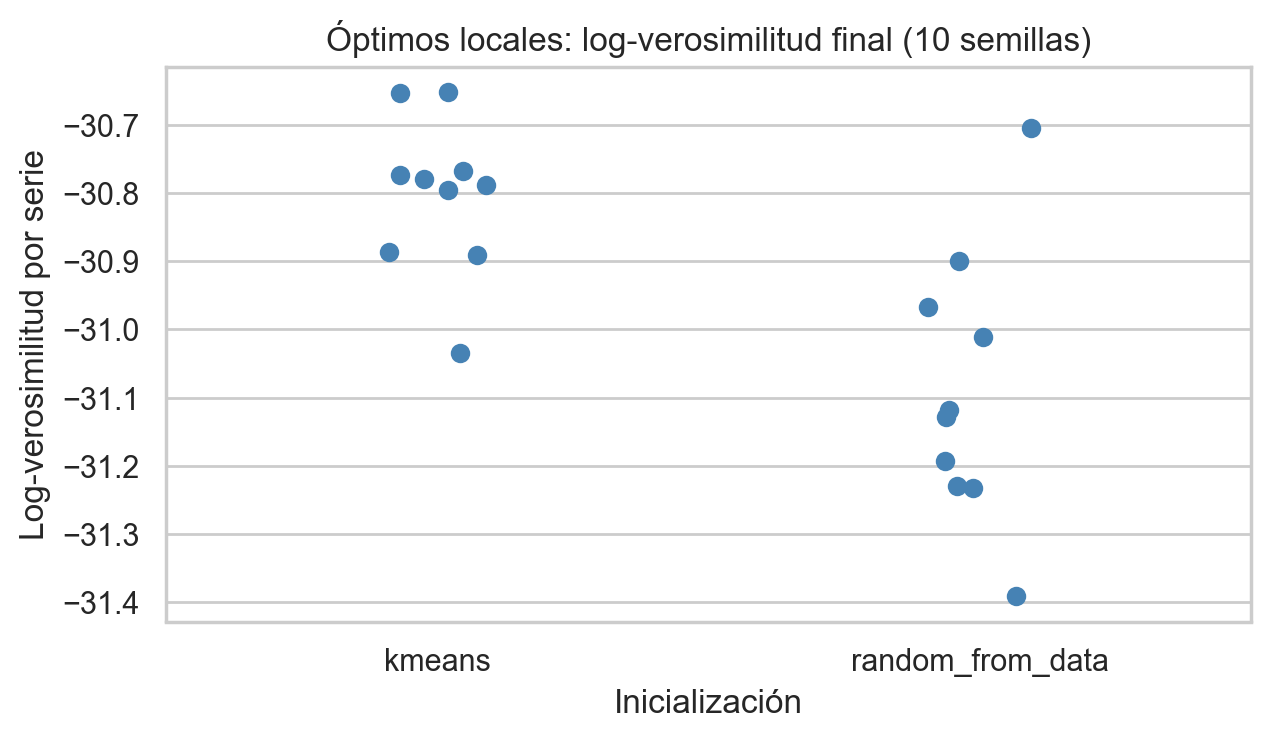 Óptimos locales: log-verosimilitud final (10 semillas)
Log-verosimilitud por serie
−30.7
−30.8
−30.9
−31.0
−31.1
−31.2
−31.3
−31.4
kmeans
random_from_data
Inicialización